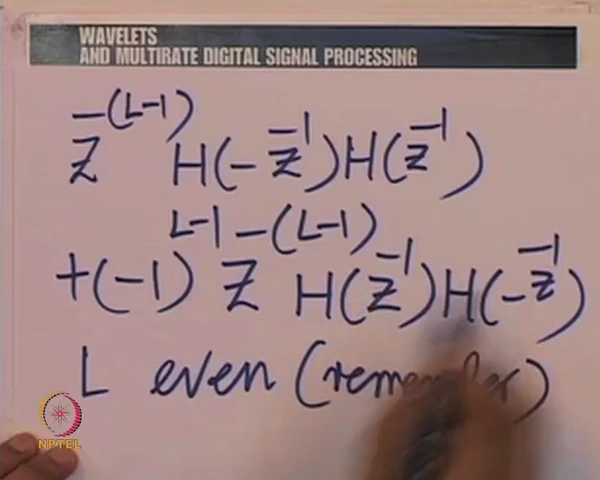 WAVELETS
AND MULTIRATE DIGITAL SIGNAL PROCESSING
z^{-(L-1)} H(-z^{-1}) H(z^{-1})
+(-1)^{L-1} z^{-(L-1)} H(z^{-1}) H(-z^{-1})
L even (remember)
NPTEL